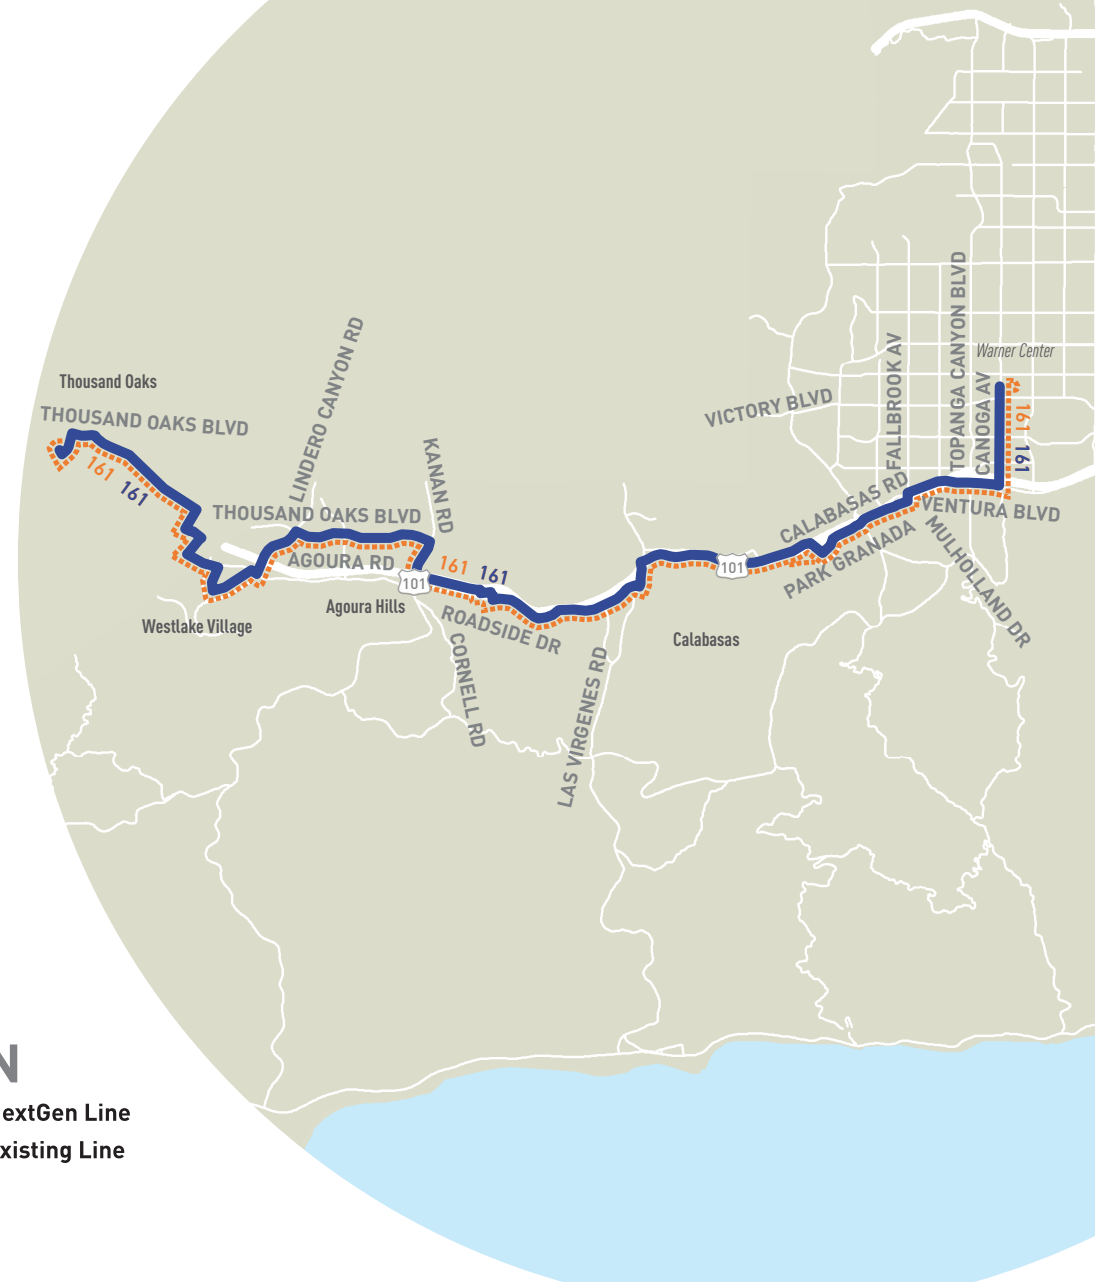 Warner Center
TOPANGA CANYON BLVD
FALLBROOK AV
CANOGA AV
VICTORY BLVD
161
161
LINDERO CANYON RD
Thousand Oaks
THOUSAND OAKS BLVD
161
161
KANAN RD
THOUSAND OAKS BLVD
CALABASAS RD
VENTURA BLVD
MULHOLLAND DR
PARK GRANADA
AGOURA RD
101
161
161
101
Agoura Hills
ROADSIDE DR
Westlake Village
Calabasas
CORNELL RD
LAS VIRGENES RD
N
extGen Line
xisting Line